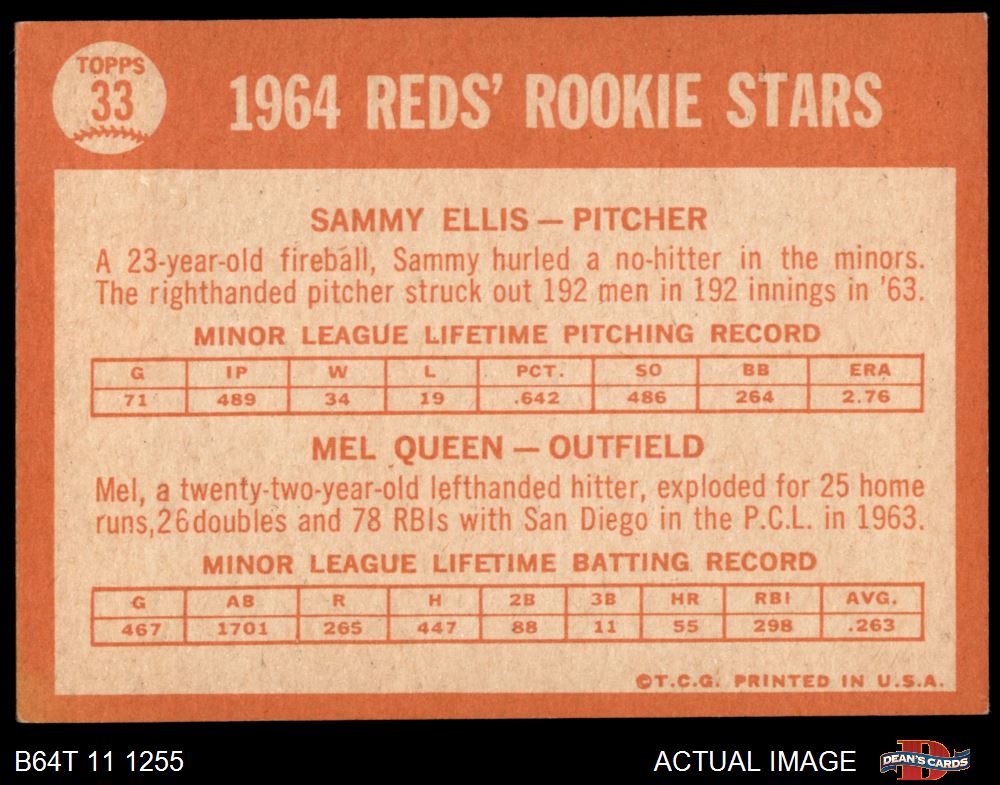 TOPPS
33
1964 REDS' ROOKIE STARS
SAMMY ELLIS — PITCHER
A 23-year-old fireball, Sammy hurled a no-hitter in the minors.
The righthanded pitcher struck out 192 men in 192 innings in '63.
MINOR LEAGUE LIFETIME PITCHING RECORD
G IP W L PCT. SO BB ERA
71 489 34 19 .642 486 264 2.76
MEL QUEEN — OUTFIELD
Mel, a twenty-two-year-old lefthanded hitter, exploded for 25 home
runs,26doubles and 78 RBIs with San Diego in the P.C.L. in 1963.
MINOR LEAGUE LIFETIME BATTING RECORD
G AB R H 2B 3B HR RBI AVG.
467 1701 265 447 88 11 55 298 .263
©T.C.G. PRINTED IN U.S.A.
B64T 11 1255
ACTUAL IMAGE
D
DEAN'S CARDS